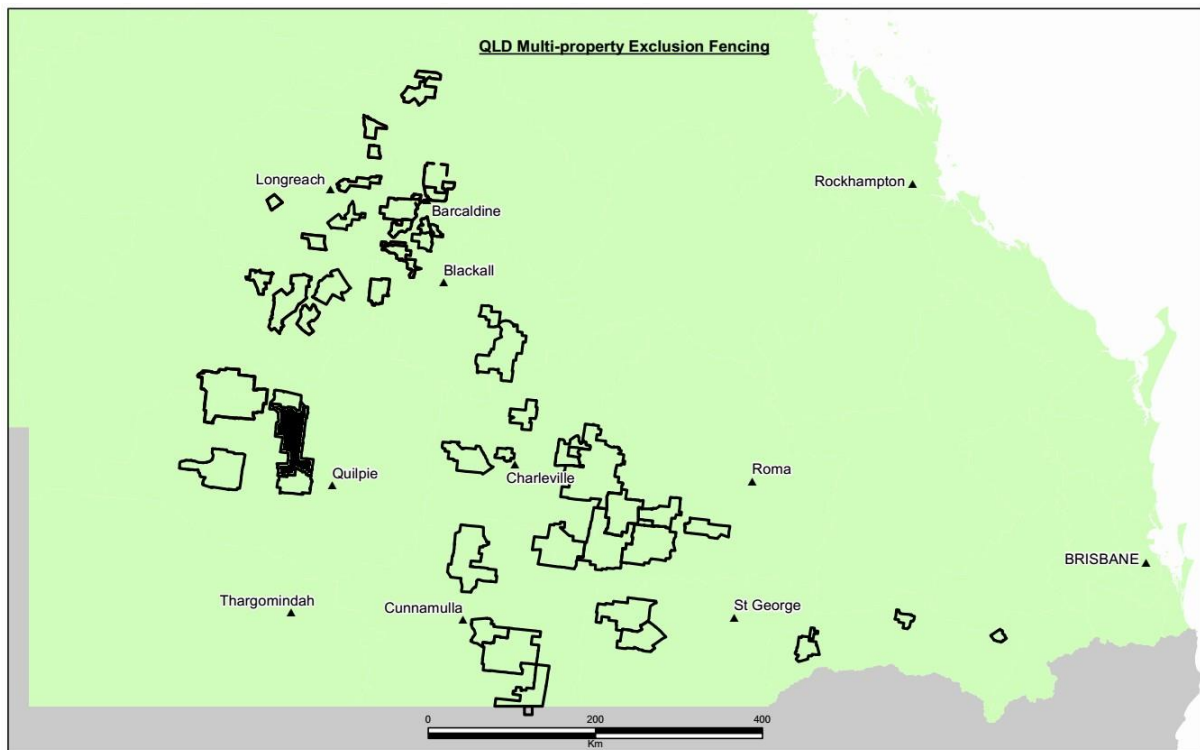 QLD Multi-property Exclusion Fencing
Longreach
Rockhampton
Barcaldine
Blackall
Quilpie
Charleville
Roma
BRISBANE
Thargomindah
Cunnamulla
St George
0 200 400
Km